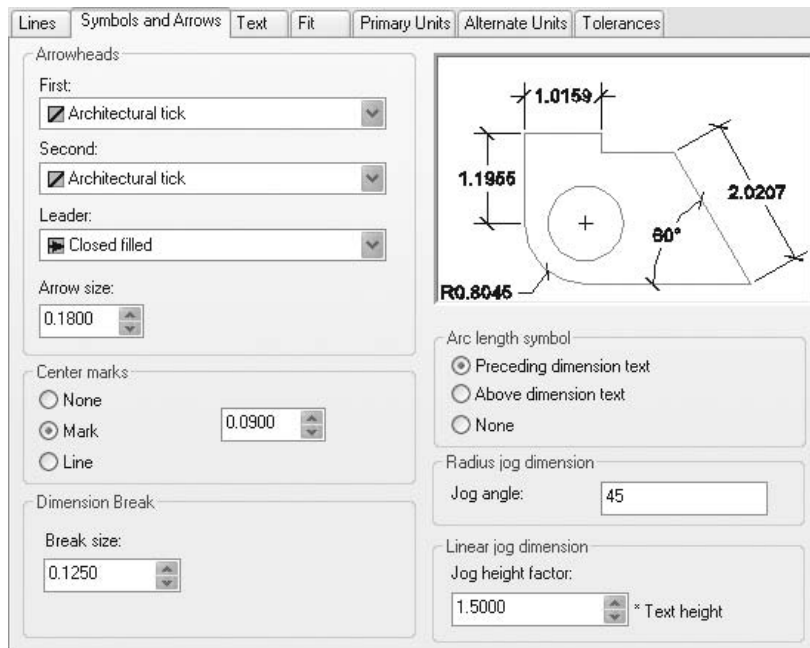 Lines Symbols and Arrows Text Fit Primary Units Alternate Units Tolerances
Arrowheads
First:
Architectural tick
Second:
Architectural tick
Leader:
Closed filled
Arrow size:
0.1800
Center marks
None
Mark
0.0900
Line
Dimension Break
Break size:
0.1250
1.0159
1.1955
2.0207
60°
R0.8045
Arc length symbol
Preceding dimension text
Above dimension text
None
Radius jog dimension
Jog angle: 45
Linear jog dimension
Jog height factor:
1.5000 * Text height